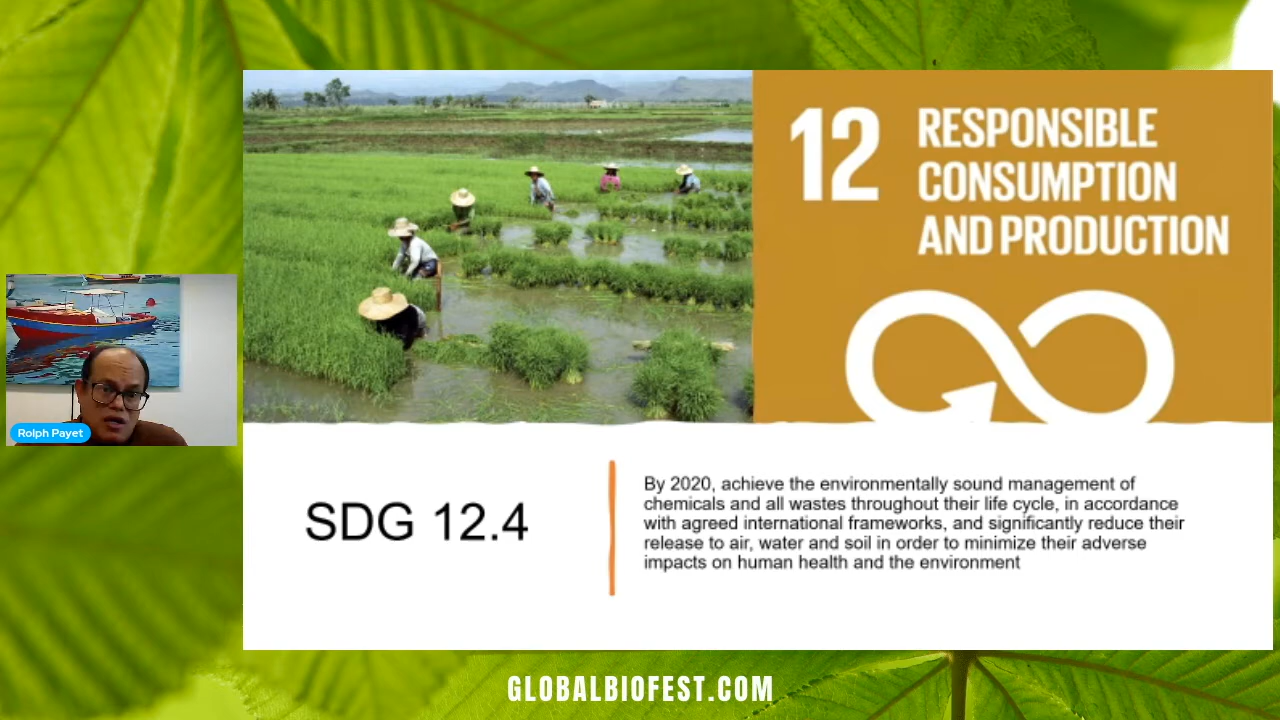 12
RESPONSIBLE
CONSUMPTION
AND PRODUCTION
Rolph Payet
SDG 12.4
By 2020, achieve the environmentally sound management of
chemicals and all wastes throughout their life cycle, in accordance
with agreed international frameworks, and significantly reduce their
release to air, water and soil in order to minimize their adverse
impacts on human health and the environment
GLOBALBIOFEST.COM